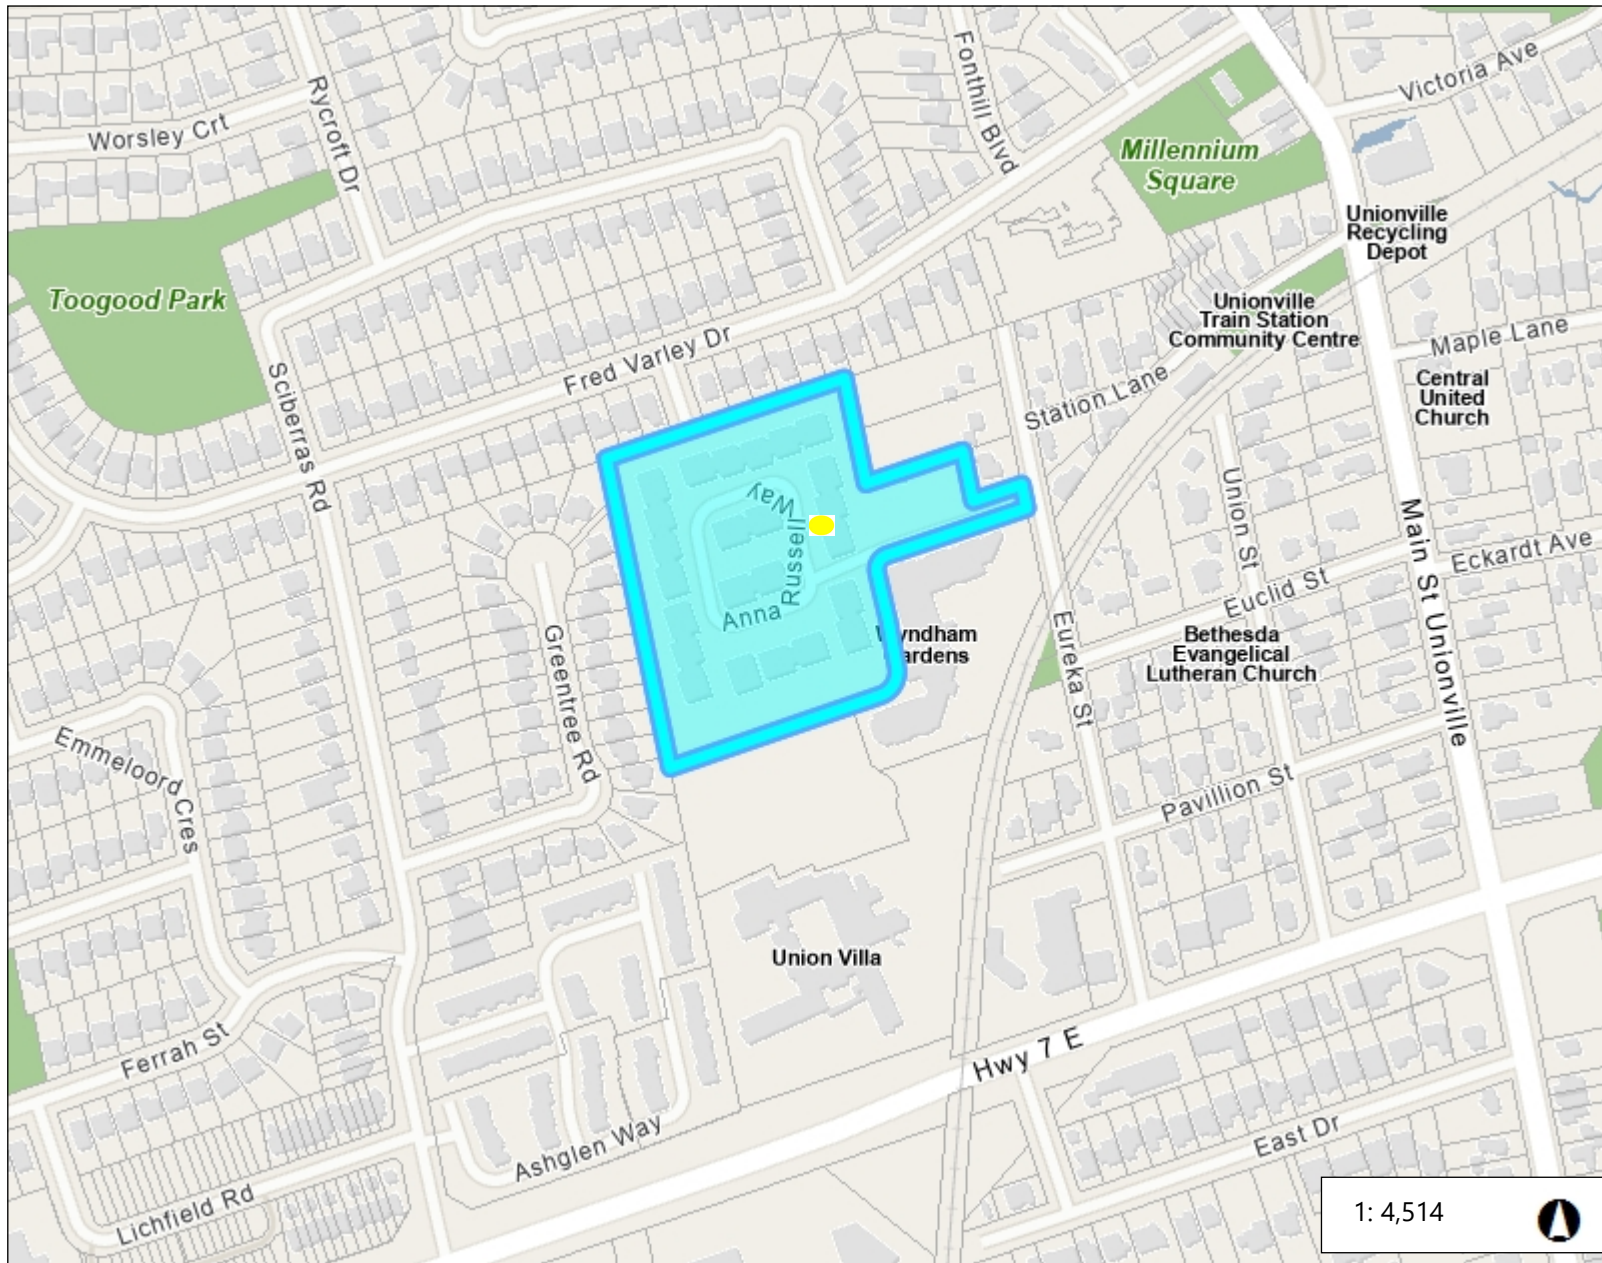 Victoria Ave
Fonthill Blvd
Rycroft Dr
Worsley Crt
Millennium
Square
Unionville
Recycling
Depot
Toogood Park
Unionville
Train Station
Community Centre
Maple Lane
Fred Varley Dr
Station Lane
Central
United
Church
Sciberras Rd
Anna Russell Way
Union St
Main St Unionville
Eckardt Ave
Euclid St
Wyndham
Gardens
Bethesda
Evangelical
Lutheran Church
Eureka St
Greentree Rd
Emmeloord Cres
Pavillion St
Union Villa
Hwy 7 E
Ferrah St
Ashglen Way
East Dr
Lichfield Rd
1: 4,514